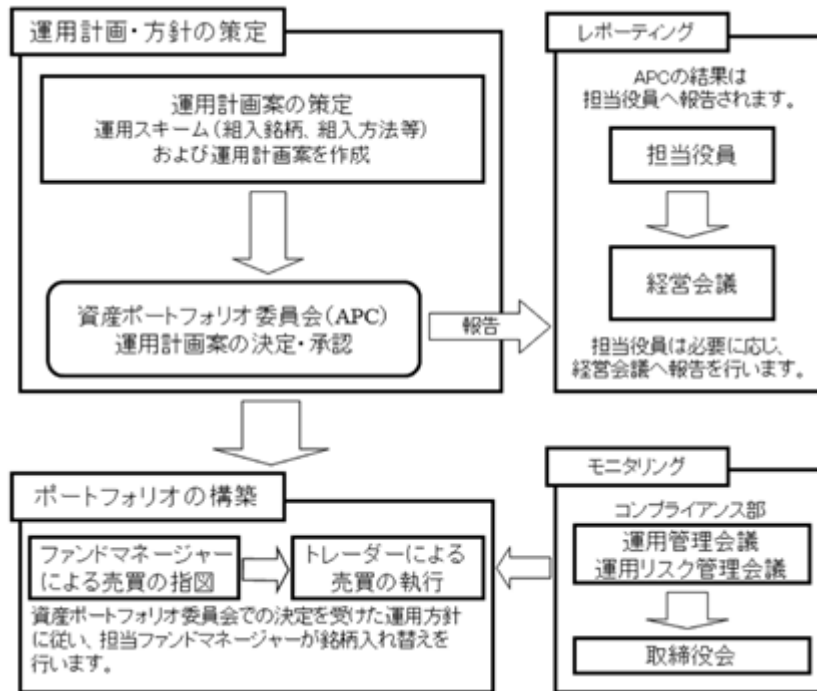 運用計画・方針の策定
運用計画案の策定
運用スキーム(組入銘柄、組入方法等)
および運用計画案を作成
資産ポートフォリオ委員会(APC)
運用計画案の決定・承認
報告
レポーティング
APCの結果は
担当役員へ報告されます。
担当役員
経営会議
担当役員は必要に応じ、
経営会議へ報告を行います。
ポートフォリオの構築
ファンドマネージャー
による売買の指図
トレーダーによる
売買の執行
資産ポートフォリオ委員会での決定を受けた運用方針
に従い、担当ファンドマネージャーが銘柄入れ替えを
行います。
モニタリング
コンプライアンス部
運用管理会議
運用リスク管理会議
取締役会